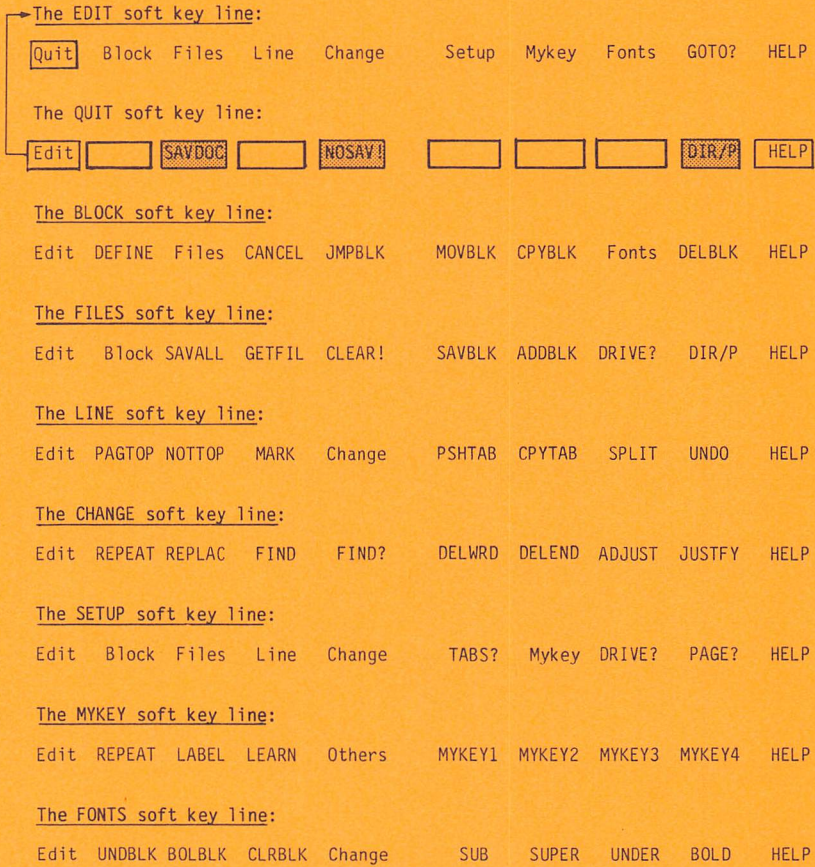 The EDIT soft key line:
Quit Block Files Line Change Setup Mykey Fonts GOTO? HELP
The QUIT soft key line:
Edit SAVDOC NOSAV! DIR/P HELP
The BLOCK soft key line:
Edit DEFINE Files CANCEL JMPBLK MOVBLK CPYBLK Fonts DELBLK HELP
The FILES soft key line:
Edit Block SAVALL GETFIL CLEAR! SAVBLK ADDBLK DRIVE? DIR/P HELP
The LINE soft key line:
Edit PAGTOP NOTTOP MARK Change PSHTAB CPYTAB SPLIT UNDO HELP
The CHANGE soft key line:
Edit REPEAT REPLAC FIND FIND? DELWRD DELEND ADJUST JUSTFY HELP
The SETUP soft key line:
Edit Block Files Line Change TABS? Mykey DRIVE? PAGE? HELP
The MYKEY soft key line:
Edit REPEAT LABEL LEARN Others MYKEY1 MYKEY2 MYKEY3 MYKEY4 HELP
The FONTS soft key line:
Edit UNDBLK BOLBLK CLRBLK Change SUB SUPER UNDER BOLD HELP